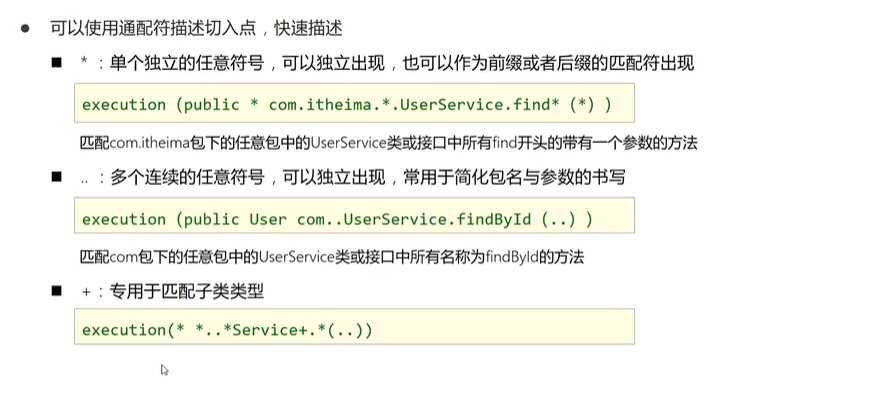 ● 可以使用通配符描述切入点，快速描述
■ * ：单个独立的任意符号，可以独立出现，也可以作为前缀或者后缀的匹配符出现
execution (public * com.itheima.*.UserService.find* (*) )
匹配com.itheima包下的任意包中的UserService类或接口中所有find开头的带有一个参数的方法
■ .. ：多个连续的任意符号，可以独立出现，常用于简化包名与参数的书写
execution (public User com..UserService.findById (..) )
匹配com包下的任意包中的UserService类或接口中所有名称为findById的方法
■ + ：专用于匹配子类类型
execution(* *..*Service+.*(..))